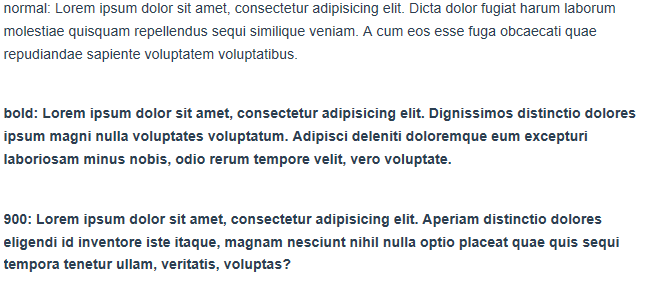 normal: Lorem ipsum dolor sit amet, consectetur adipisicing elit. Dicta dolor fugiat harum laborum
molestiae quisquam repellendus sequi similique veniam. A cum eos esse fuga obcaecati quae
repudiandae sapiente voluptatem voluptatibus.
bold: Lorem ipsum dolor sit amet, consectetur adipisicing elit. Dignissimos distinctio dolores
ipsum magni nulla voluptates voluptatum. Adipisci deleniti doloremque eum excepturi
laboriosam minus nobis, odio rerum tempore velit, vero voluptate.
900: Lorem ipsum dolor sit amet, consectetur adipisicing elit. Aperiam distinctio dolores
eligendi id inventore iste itaque, magnam nesciunt nihil nulla optio placeat quae quis sequi
tempora tenetur ullam, veritatis, voluptas?